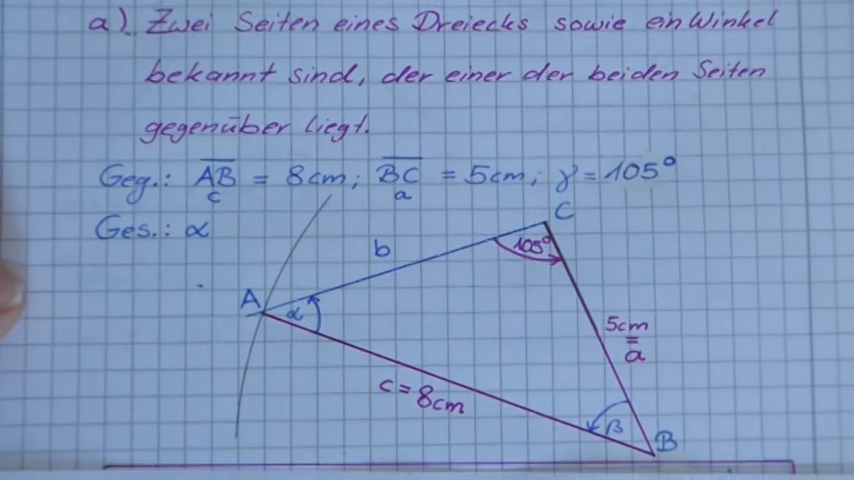 a). Zwei Seiten eines Dreiecks sowie ein Winkel
bekannt sind, der einer der beiden Seiten
gegenüber liegt.
Geg.: AB = 8cm; BC = 5cm; γ = 105°
c a
Ges.: α
C
b
105°
A
α
5cm
=
a
c = 8cm
β
B